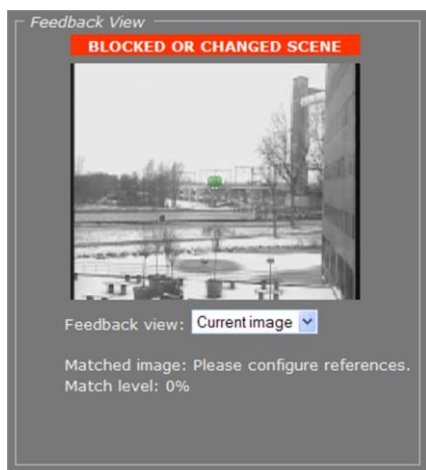 Feedback View
BLOCKED OR CHANGED SCENE
Feedback view: Current image
Matched image: Please configure references.
Match level: 0%